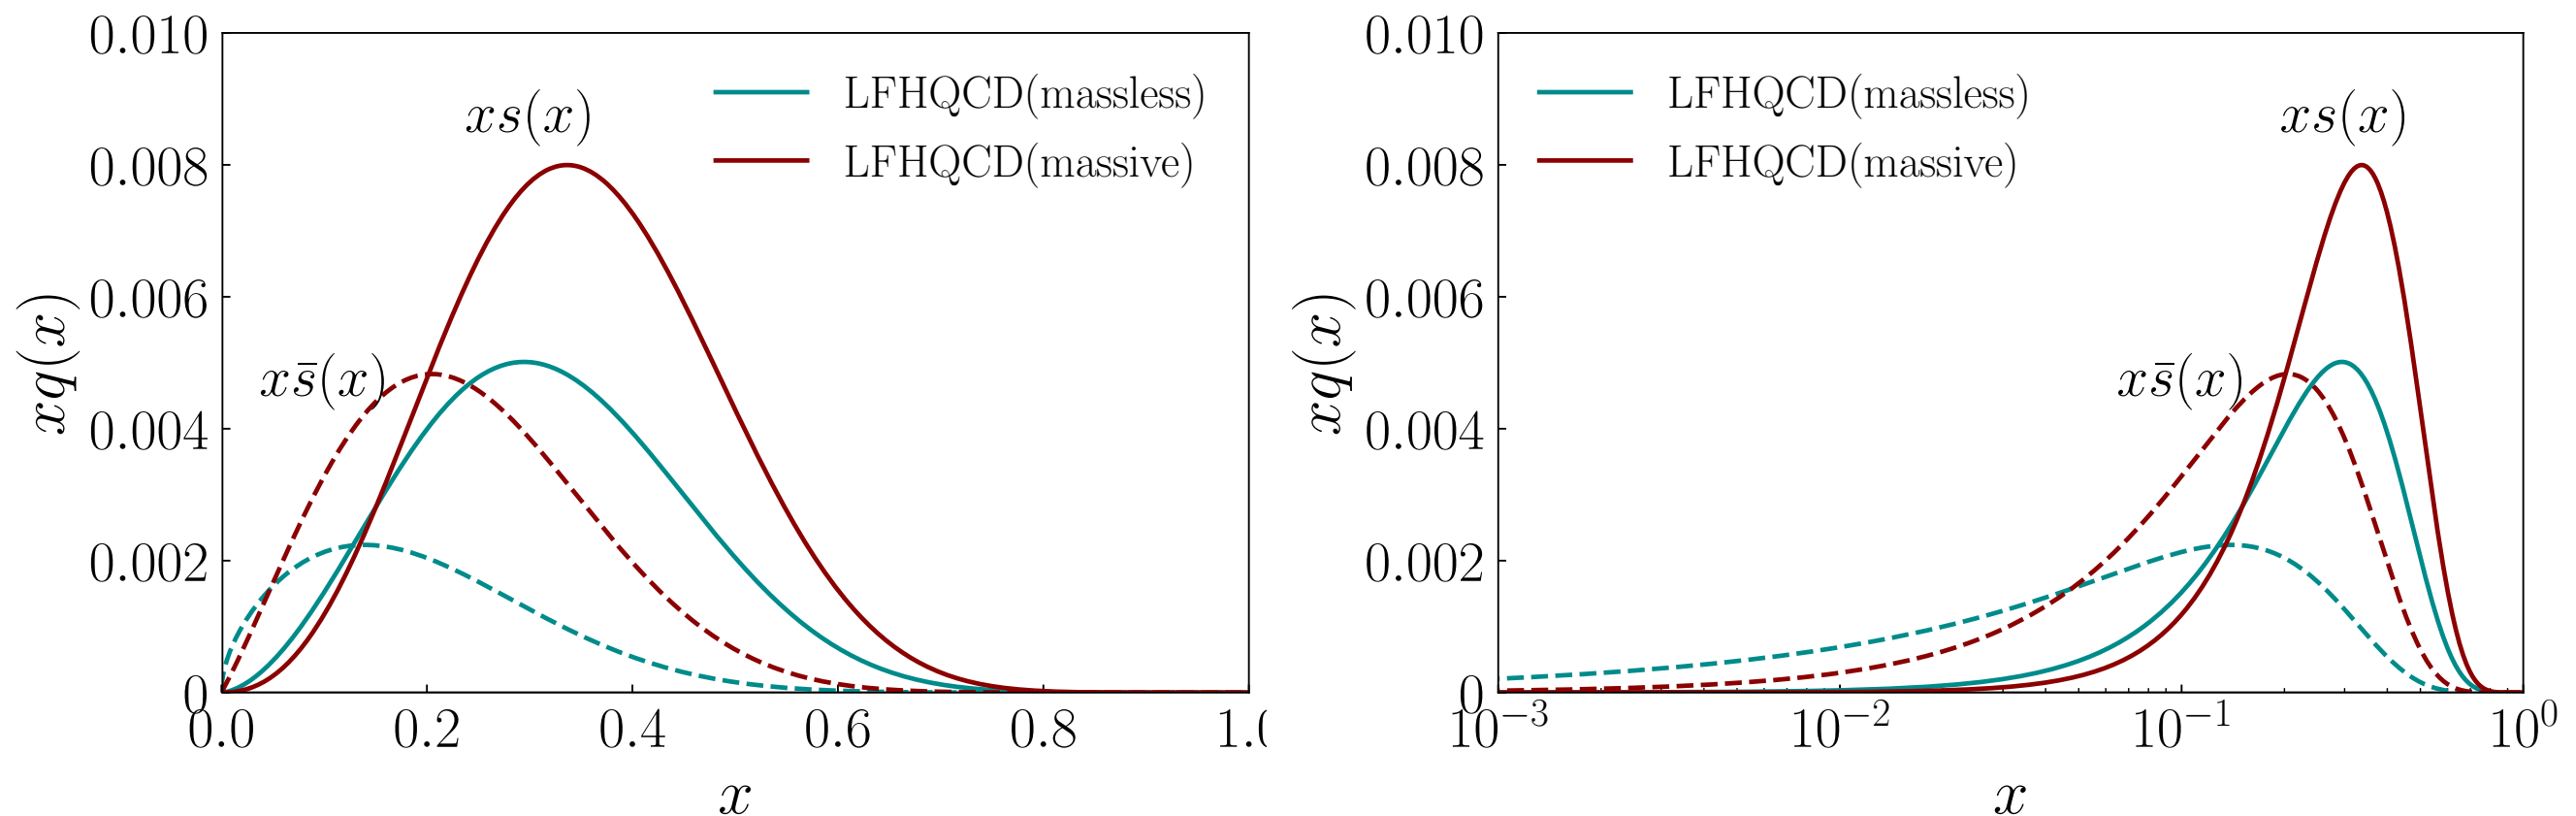 0.010
0.008
0.006
0.004
0.002
0
xq(x)
xs(x)
xs̄(x)
LFHQCD(massless)
LFHQCD(massive)
0.0 0.2 0.4 0.6 0.8
x
0.010
0.008
0.006
0.004
0.002
0
xq(x)
LFHQCD(massless)
LFHQCD(massive)
xs(x)
xs̄(x)
10⁻³ 10⁻² 10⁻¹ 10⁰
x